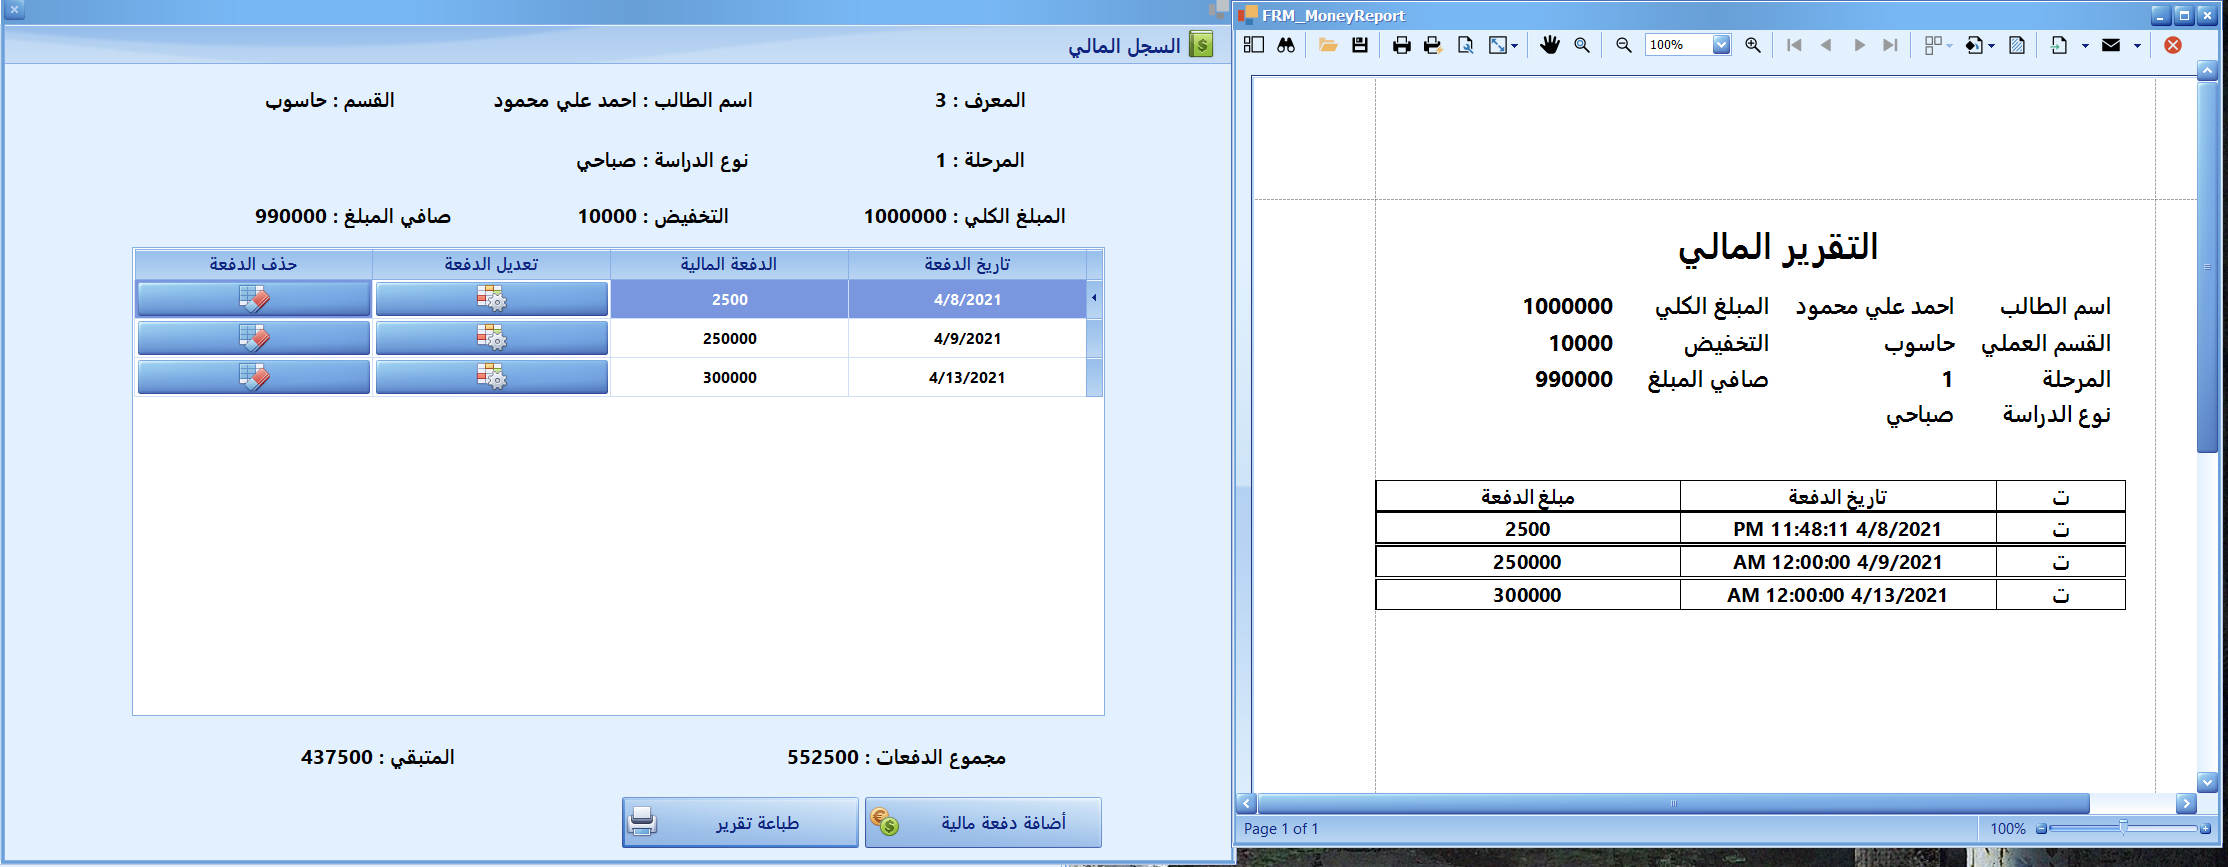 السجل المالي
المعرف : 3
اسم الطالب : احمد علي محمود
القسم : حاسوب
المرحلة : 1
نوع الدراسة : صباحي
المبلغ الكلي : 1000000
التخفيض : 10000
صافي المبلغ : 990000
تاريخ الدفعة الدفعة المالية تعديل الدفعة حذف الدفعة
4/8/2021 2500
4/9/2021 250000
4/13/2021 300000
مجموع الدفعات : 552500
المتبقي : 437500
أضافة دفعة مالية
طباعة تقرير
FRM_MoneyReport
100%
التقرير المالي
اسم الطالب احمد علي محمود المبلغ الكلي 1000000
القسم العملي حاسوب التخفيض 10000
المرحلة 1 صافي المبلغ 990000
نوع الدراسة صباحي
ت تاريخ الدفعة مبلغ الدفعة
ت PM 11:48:11 4/8/2021 2500
ت AM 12:00:00 4/9/2021 250000
ت AM 12:00:00 4/13/2021 300000
Page 1 of 1
100%